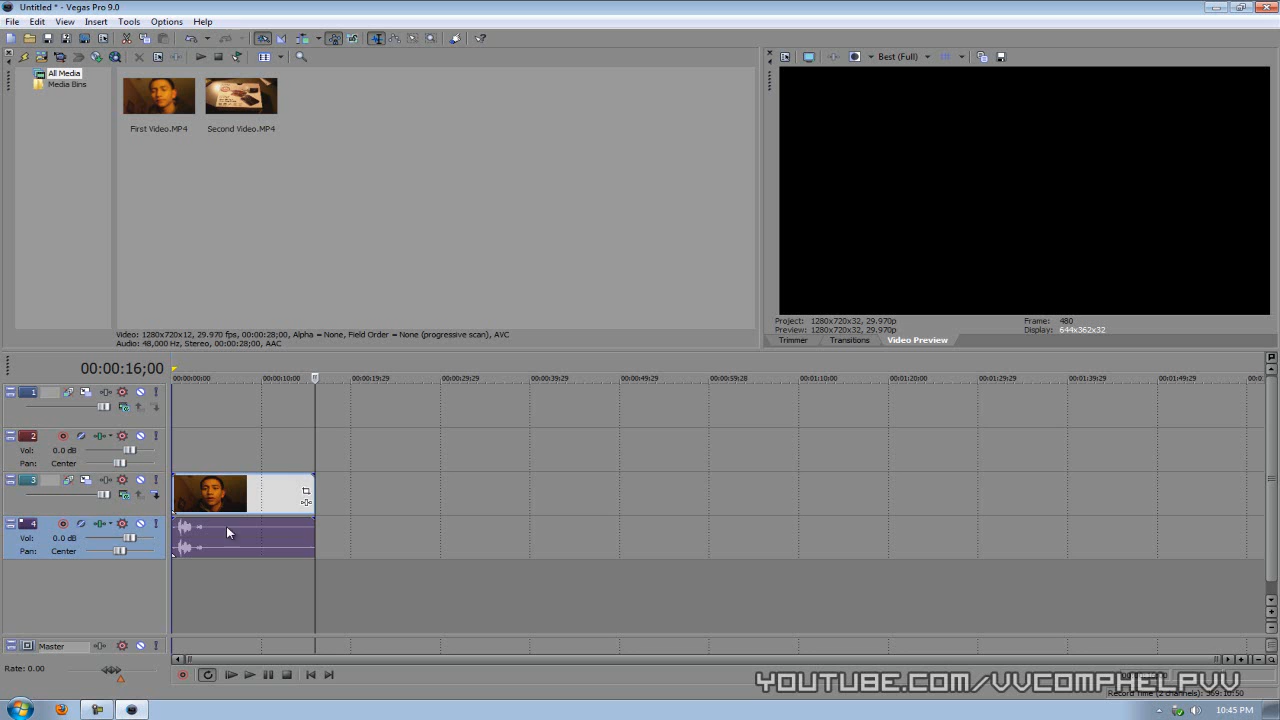 Untitled * - Vegas Pro 9.0
File Edit View Insert Tools Options Help
All Media
Media Bins
First Video.MP4 Second Video.MP4
Best (Full)
Video: 1280x720x12, 29.970 fps, 00:00:28;00, Alpha = None, Field Order = None (progressive scan), AVC
Audio: 48,000 Hz, Stereo, 00:00:28;00, AAC
Project: 1280x720x32, 29.970p Frame: 480
Preview: 1280x720x32, 29.970p Display: 644x362x32
Trimmer Transitions Video Preview
00:00:16;00
00:00:00;00 00:00:10;00 00:00:19;29 00:00:29;29 00:00:39;29 00:00:49;29 00:00:59;28 00:01:10;00 00:01:20;00 00:01:29;29 00:01:39;29 00:01:49;29
1
2
Vol: 0.0 dB
Pan: Center
3
4
Vol: 0.0 dB
Pan: Center
Master
Rate: 0.00
YOUTUBE.COM/VVCOMPHELPVV
Record Time (2 channels): 369:10:50
10:45 PM